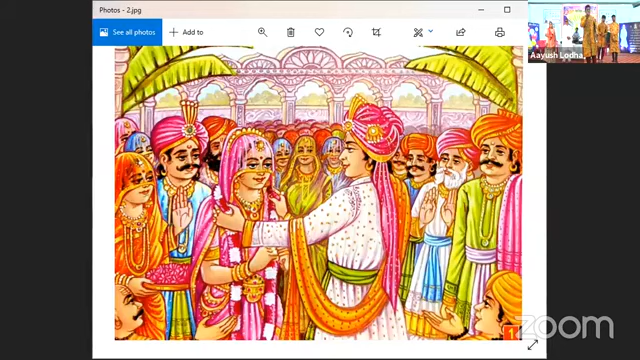 Photos - 2.jpg
See all photos
Add to
Aayush Lodha
zoom